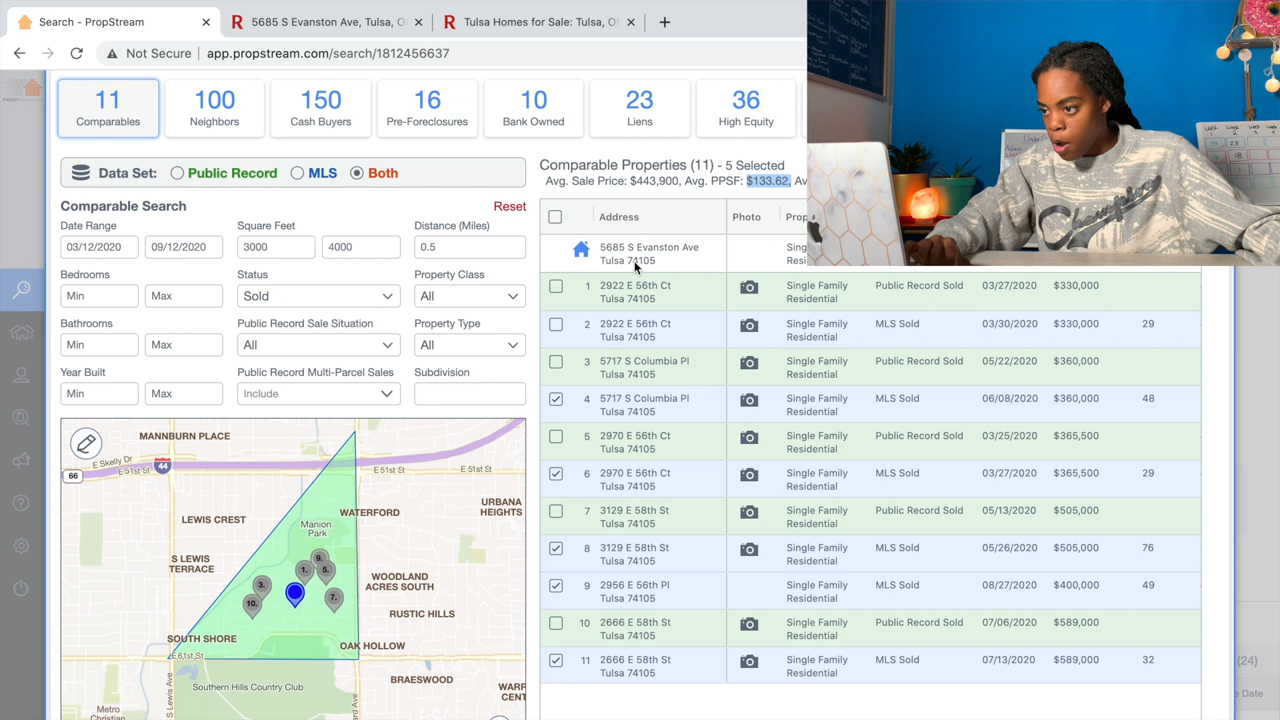 Search - PropStream
5685 S Evanston Ave, Tulsa, O
Tulsa Homes for Sale: Tulsa, O
Not Secure
app.propstream.com/search/1812456637
11
Comparables
100
Neighbors
150
Cash Buyers
16
Pre-Foreclosures
10
Bank Owned
23
Liens
36
High Equity
Data Set: Public Record MLS Both
Comparable Search Reset
Date Range Square Feet Distance (Miles)
03/12/2020 09/12/2020 3000 4000 0.5
Bedrooms Status Property Class
Min Max Sold All
Bathrooms Public Record Sale Situation Property Type
Min Max All All
Year Built Public Record Multi-Parcel Sales Subdivision
Min Max Include
MANNBURN PLACE
E Skelly Dr
44
E 51st St
E 51st St
66
LEWIS CREST
WATERFORD
URBANA HEIGHTS
Manion Park
S LEWIS TERRACE
9.
1.
5.
3.
10.
7.
WOODLAND ACRES SOUTH
RUSTIC HILLS
SOUTH SHORE
OAK HOLLOW
E 61st St
BRAESWOOD
Southern Hills Country Club
S Lewis Ave
Metro Christian
Comparable Properties (11) - 5 Selected
Avg. Sale Price: $443,900, Avg. PPSF: $133.62, Av
Address Photo Prop
5685 S Evanston Ave Sing
Tulsa 74105 Resi
1 2922 E 56th Ct Single Family Public Record Sold 03/27/2020 $330,000
Tulsa 74105 Residential
2 2922 E 56th Ct Single Family MLS Sold 03/30/2020 $330,000 29
Tulsa 74105 Residential
3 5717 S Columbia Pl Single Family Public Record Sold 05/22/2020 $360,000
Tulsa 74105 Residential
4 5717 S Columbia Pl Single Family MLS Sold 06/08/2020 $360,000 48
Tulsa 74105 Residential
5 2970 E 56th Ct Single Family Public Record Sold 03/25/2020 $365,500
Tulsa 74105 Residential
6 2970 E 56th Ct Single Family MLS Sold 03/27/2020 $365,500 29
Tulsa 74105 Residential
7 3129 E 58th St Single Family Public Record Sold 05/13/2020 $505,000
Tulsa 74105 Residential
8 3129 E 58th St Single Family MLS Sold 05/26/2020 $505,000 76
Tulsa 74105 Residential
9 2956 E 56th Pl Single Family MLS Sold 08/27/2020 $400,000 49
Tulsa 74105 Residential
10 2666 E 58th St Single Family Public Record Sold 07/06/2020 $589,000
Tulsa 74105 Residential
11 2666 E 58th St Single Family MLS Sold 07/13/2020 $589,000 32
Tulsa 74105 Residential
(24)
e Date
Champion